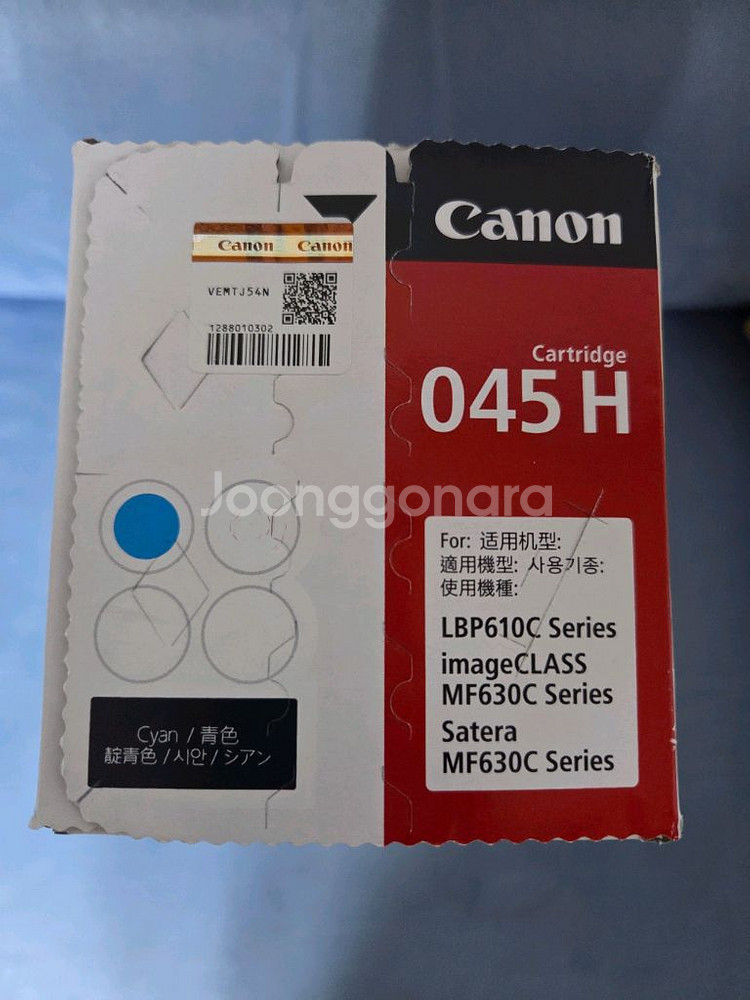 Canon Canon
VEMTJ54N
1288010302
Canon
Cartridge
045 H
Joonggonara
For: 适用机型:
適用機型: 사용기종:
使用機種:
LBP610C Series
imageCLASS
MF630C Series
Satera
MF630C Series
Cyan / 青色
靛青色 / 시안 / シアン